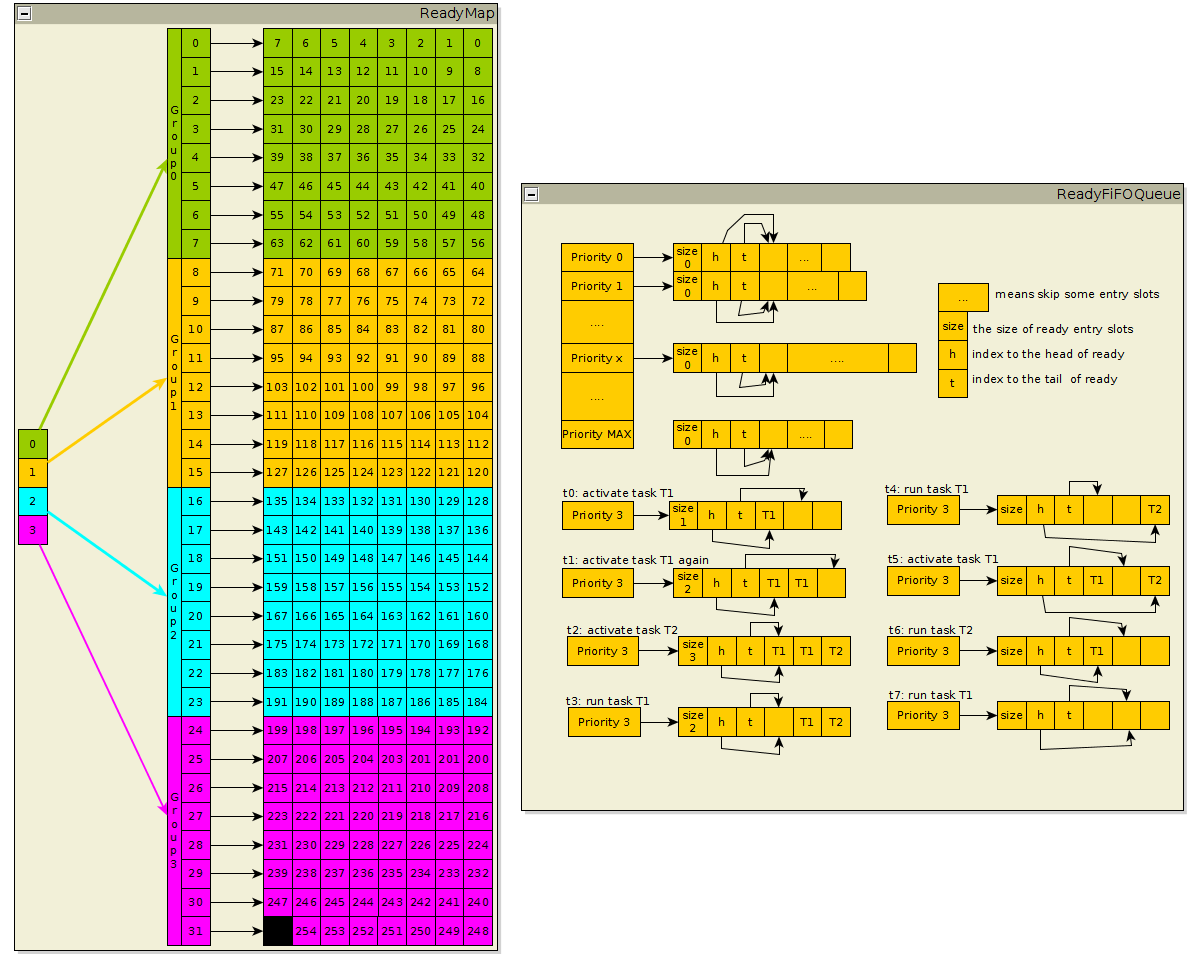 ReadyMap
0 7 6 5 4 3 2 1 0
1 15 14 13 12 11 10 9 8
2 23 22 21 20 19 18 17 16
3 31 30 29 28 27 26 25 24
4 39 38 37 36 35 34 33 32
5 47 46 45 44 43 42 41 40
6 55 54 53 52 51 50 49 48
7 63 62 61 60 59 58 57 56
Group0
8 71 70 69 68 67 66 65 64
9 79 78 77 76 75 74 73 72
10 87 86 85 84 83 82 81 80
11 95 94 93 92 91 90 89 88
12 103 102 101 100 99 98 97 96
13 111 110 109 108 107 106 105 104
14 119 118 117 116 115 114 113 112
15 127 126 125 124 123 122 121 120
Group1
16 135 134 133 132 131 130 129 128
17 143 142 141 140 139 138 137 136
18 151 150 149 148 147 146 145 144
19 159 158 157 156 155 154 153 152
20 167 166 165 164 163 162 161 160
21 175 174 173 172 171 170 169 168
22 183 182 181 180 179 178 177 176
23 191 190 189 188 187 186 185 184
Group2
24 199 198 197 196 195 194 193 192
25 207 206 205 204 203 201 201 200
26 215 214 213 212 211 210 209 208
27 223 222 221 220 219 218 217 216
28 231 230 229 228 227 226 225 224
29 239 238 237 236 235 234 233 232
30 247 246 245 244 243 242 241 240
31 254 253 252 251 250 249 248
Group3
0
1
2
3
ReadyFiFOQueue
Priority 0 size 0 h t ...
Priority 1 size 0 h t ...
....
Priority x size 0 h t ....
....
Priority MAX size 0 h t ....
... means skip some entry slots
size the size of ready entry slots
h index to the head of ready
t index to the tail of ready
t0: activate task T1
Priority 3 size 1 h t T1
t1: activate task T1 again
Priority 3 size 2 h t T1 T1
t2: activate task T2
Priority 3 size 3 h t T1 T1 T2
t3: run task T1
Priority 3 size 2 h t T1 T2
t4: run task T1
Priority 3 size h t T2
t5: activate task T1
Priority 3 size h t T1 T2
t6: run task T2
Priority 3 size h t T1
t7: run task T1
Priority 3 size h t